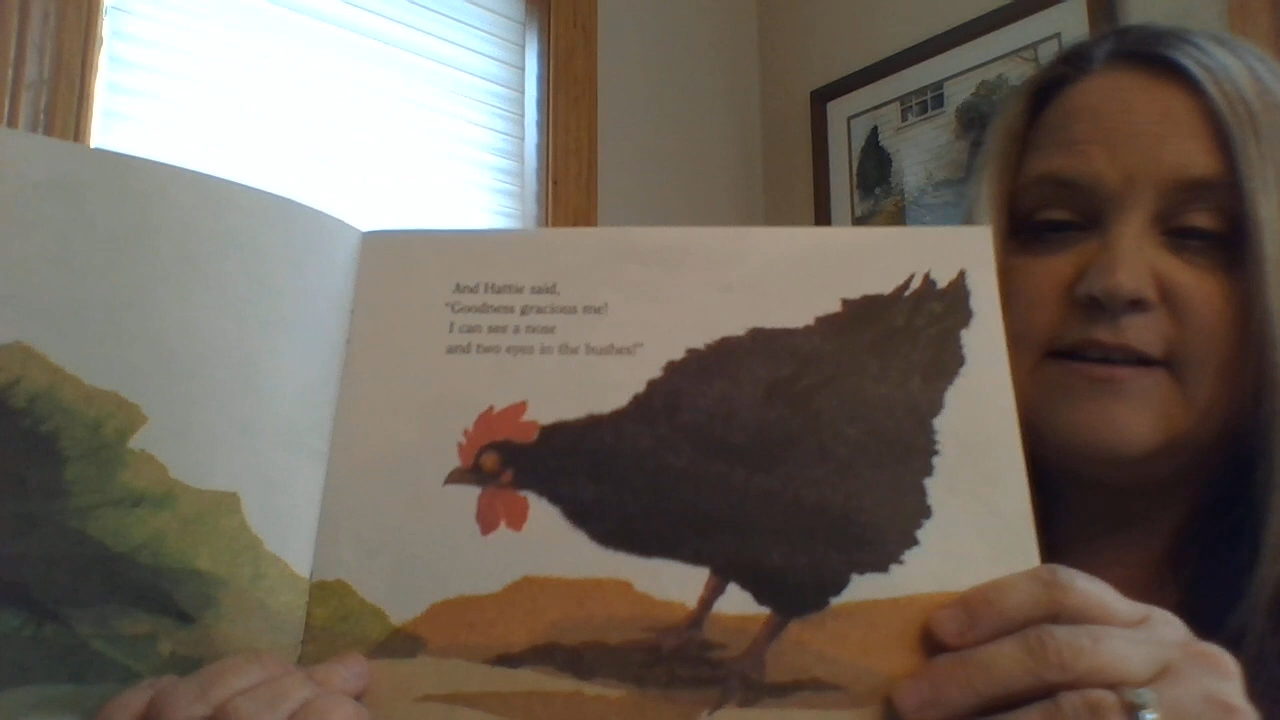 And Hattie said,
"Goodness gracious me!
I can see a nose
and two eyes in the bushes!"